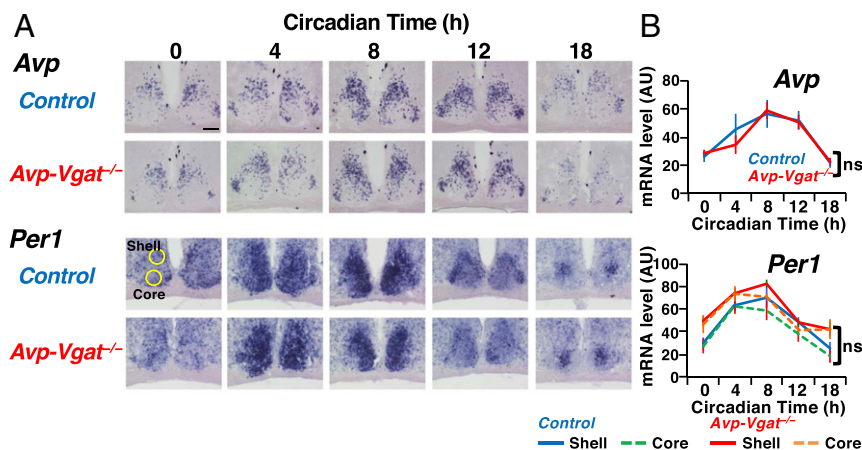 A
B
Circadian Time (h)
0 4 8 12 18
Avp
Control
Avp-Vgat–/–
Per1
Control
Shell
Core
Avp-Vgat–/–
Avp
mRNA level (AU)
80
60
40
20
0
Control
Avp-Vgat–/–
ns
0 4 8 12 18
Circadian Time (h)
Per1
mRNA level (AU)
100
80
60
40
20
0
ns
0 4 8 12 18
Circadian Time (h)
Control Avp-Vgat–/–
Shell Core Shell Core